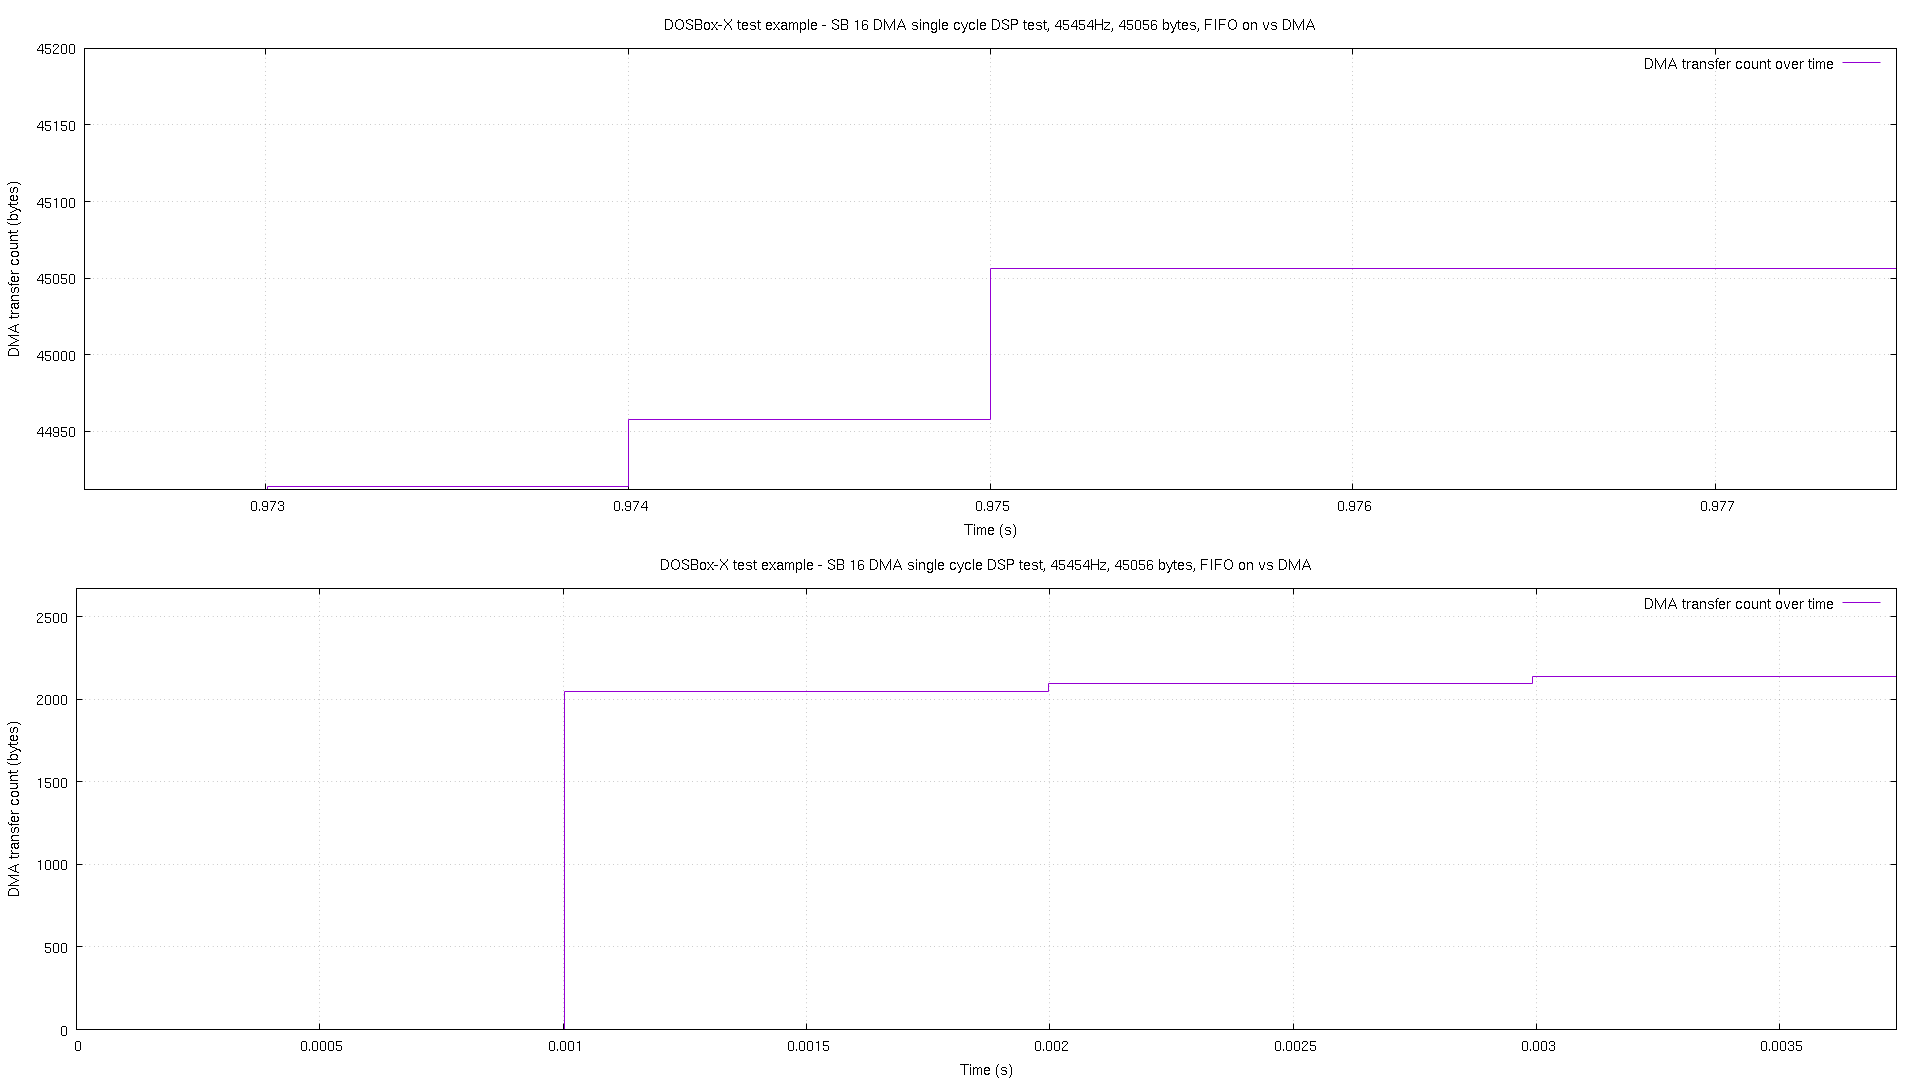 DOSBox-X test example - SB 16 DMA single cycle DSP test, 45454Hz, 45056 bytes, FIFO on vs DMA
DMA transfer count over time
45200
45150
45100
45050
45000
44950
DMA transfer count (bytes)
0.973 0.974 0.975 0.976 0.977
Time (s)
DOSBox-X test example - SB 16 DMA single cycle DSP test, 45454Hz, 45056 bytes, FIFO on vs DMA
DMA transfer count over time
2500
2000
1500
1000
500
0
DMA transfer count (bytes)
0 0.0005 0.001 0.0015 0.002 0.0025 0.003 0.0035
Time (s)